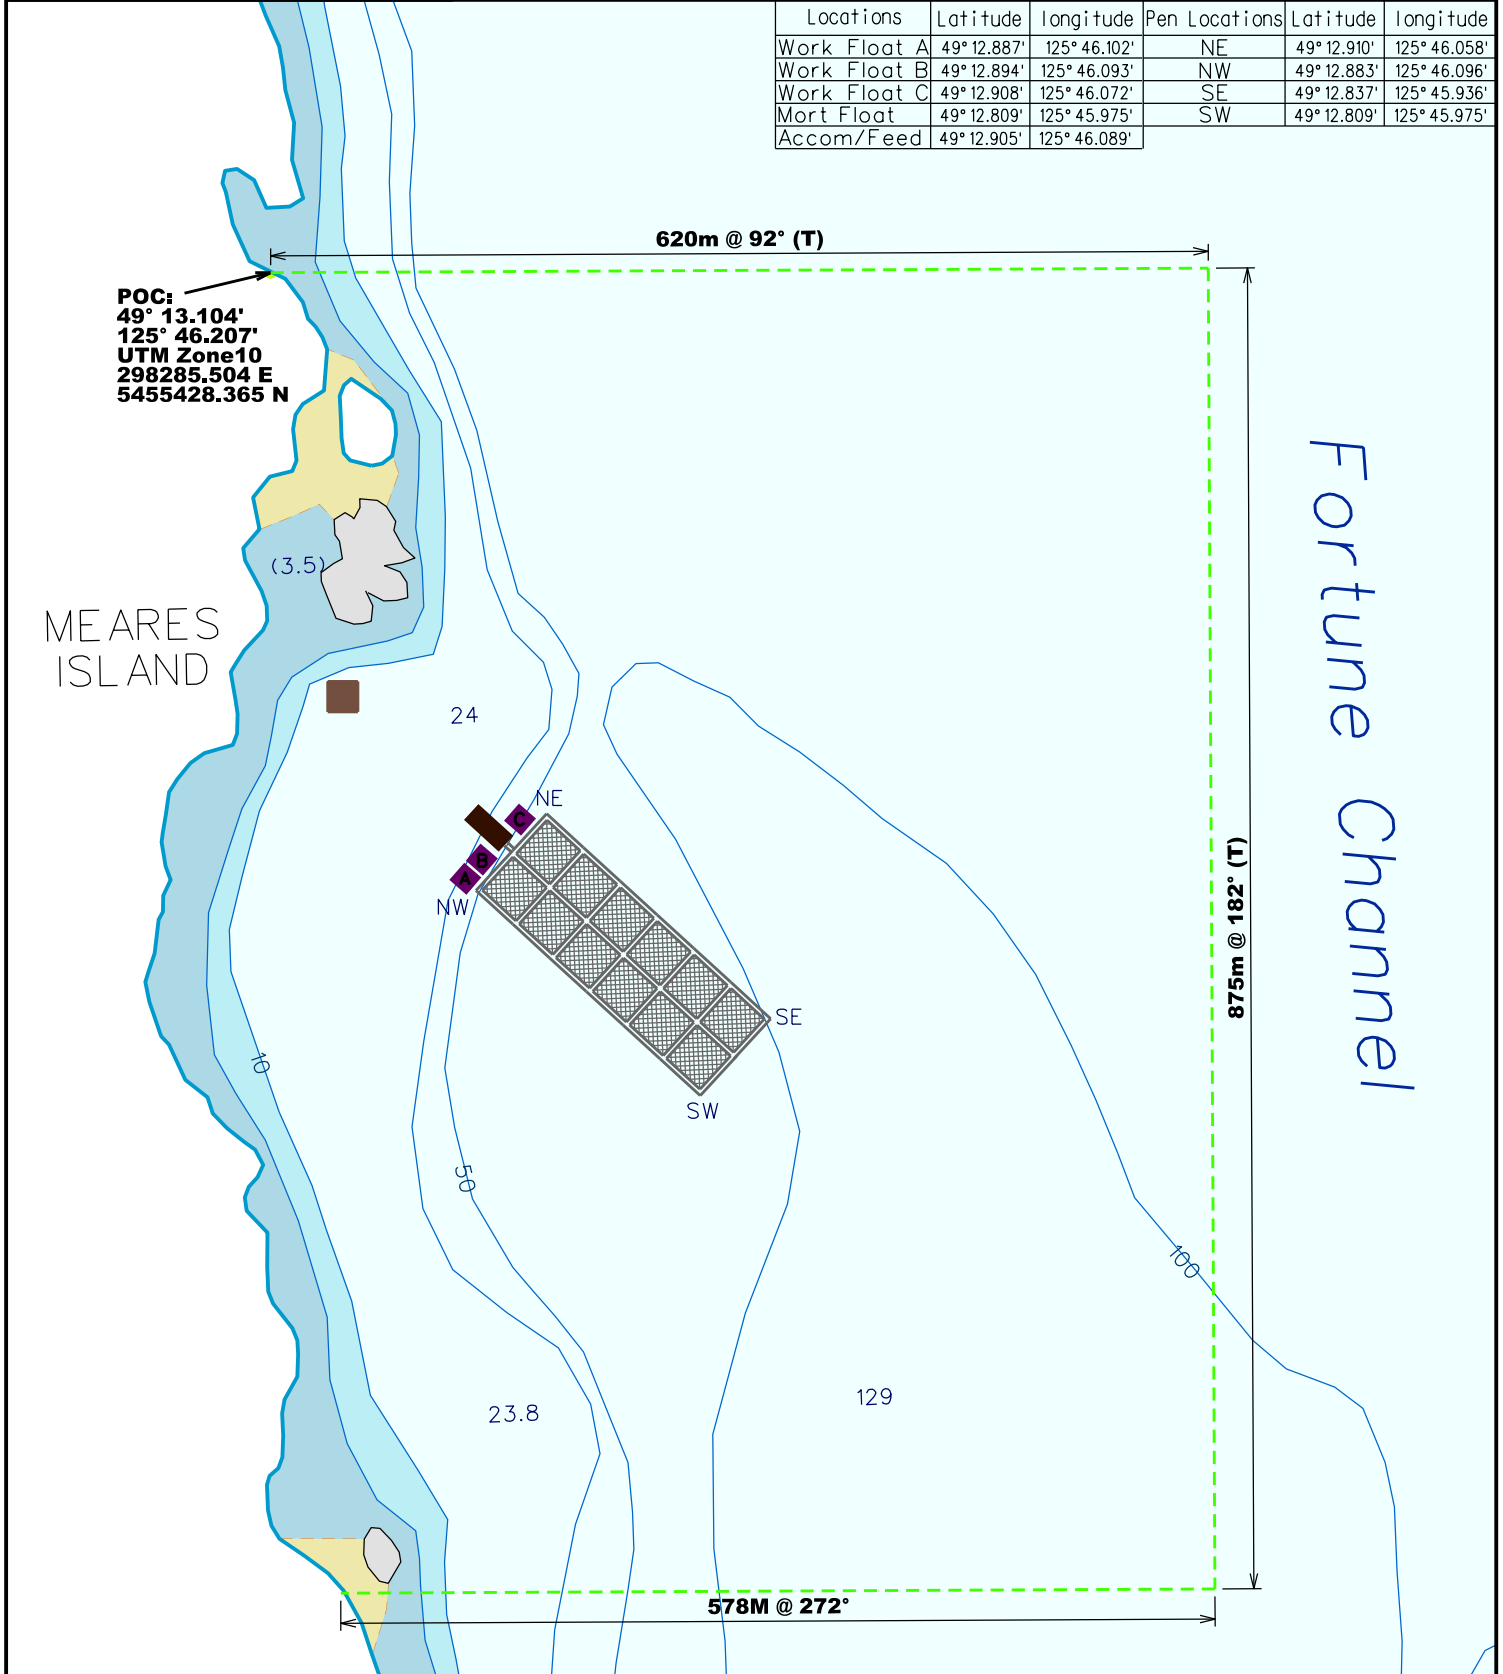 Locations Latitude longitude Pen Locations Latitude longitude
Work Float A 49° 12.887' 125° 46.102' NE 49° 12.910' 125° 46.058'
Work Float B 49° 12.894' 125° 46.093' NW 49° 12.883' 125° 46.096'
Work Float C 49° 12.908' 125° 46.072' SE 49° 12.837' 125° 45.936'
Mort Float 49° 12.809' 125° 45.975' SW 49° 12.809' 125° 45.975'
Accom/Feed 49° 12.905' 125° 46.089'
620m @ 92° (T)
POC:
49° 13.104'
125° 46.207'
UTM Zone10
298285.504 E
5455428.365 N
Fortune Channel
(3.5)
MEARES
ISLAND
24
NE
C
B
A
NW
875m @ 182° (T)
SE
10
SW
50
100
129
23.8
578M @ 272°